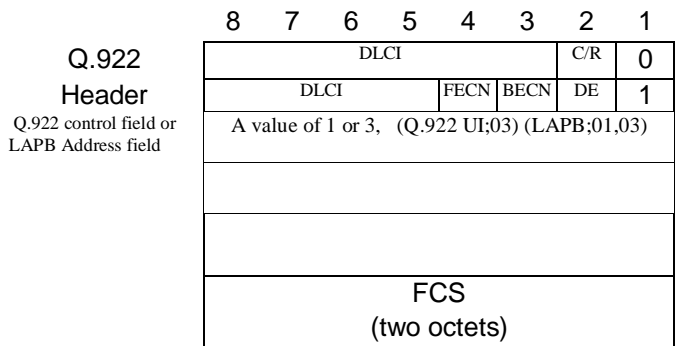 8 7 6 5 4 3 2 1
Q.922 DLCI C/R 0
Header DLCI FECN BECN DE 1
Q.922 control field or A value of 1 or 3, (Q.922 UI;03) (LAPB;01,03)
LAPB Address field
FCS
(two octets)